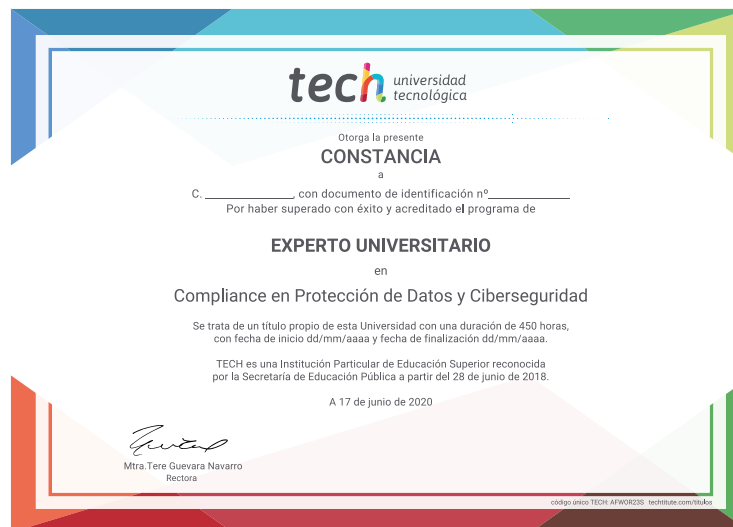 tech universidad
tecnológica
Otorga la presente
CONSTANCIA
a
C. ______________, con documento de identificación nº_____________
Por haber superado con éxito y acreditado el programa de
EXPERTO UNIVERSITARIO
en
Compliance en Protección de Datos y Ciberseguridad
Se trata de un título propio de esta Universidad con una duración de 450 horas,
con fecha de inicio dd/mm/aaaa y fecha de finalización dd/mm/aaaa.
TECH es una Institución Particular de Educación Superior reconocida
por la Secretaría de Educación Pública a partir del 28 de junio de 2018.
A 17 de junio de 2020
Mtra.Tere Guevara Navarro
Rectora
código único TECH: AFWOR23S techtitute.com/titulos